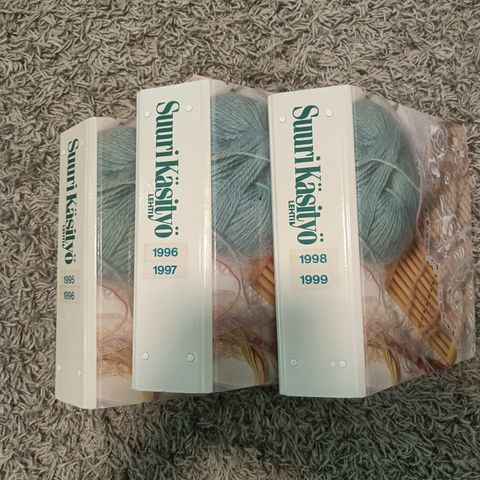 Suuri Käsityö
LEHTI
1995
1996
Suuri Käsityö
LEHTI
1996
1997
Suuri Käsityö
LEHTI
1998
1999